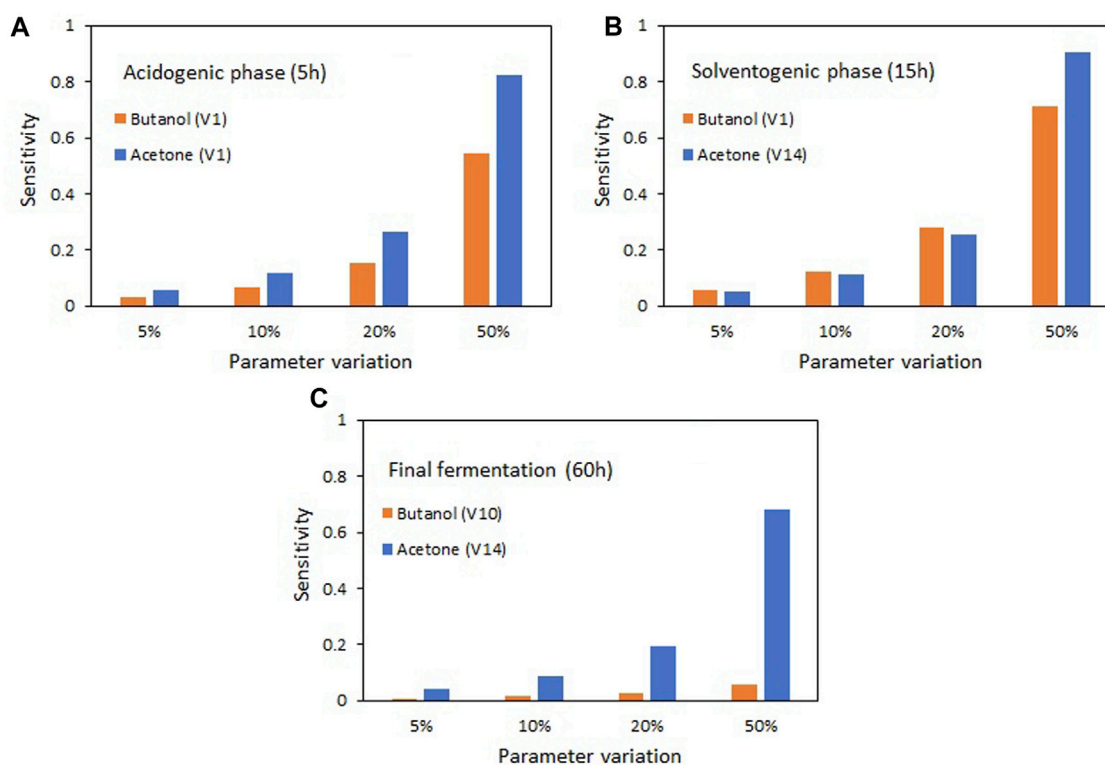 A
Acidogenic phase (5h)
Butanol (V1)
Acetone (V1)
Sensitivity
1
0.8
0.6
0.4
0.2
0
5% 10% 20% 50%
Parameter variation
B
Solventogenic phase (15h)
Butanol (V1)
Acetone (V14)
Sensitivity
1
0.8
0.6
0.4
0.2
0
5% 10% 20% 50%
Parameter variation
C
Final fermentation (60h)
Butanol (V10)
Acetone (V14)
Sensitivity
1
0.8
0.6
0.4
0.2
0
5% 10% 20% 50%
Parameter variation